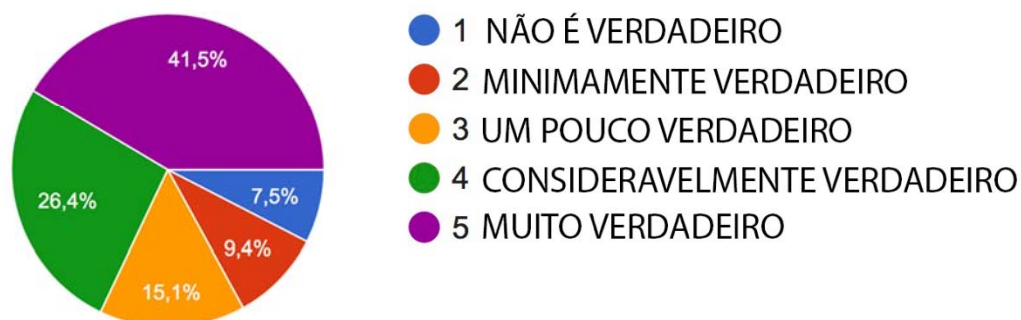 41,5%
26,4%
15,1%
9,4%
7,5%
1 NÃO É VERDADEIRO
2 MINIMAMENTE VERDADEIRO
3 UM POUCO VERDADEIRO
4 CONSIDERAVELMENTE VERDADEIRO
5 MUITO VERDADEIRO